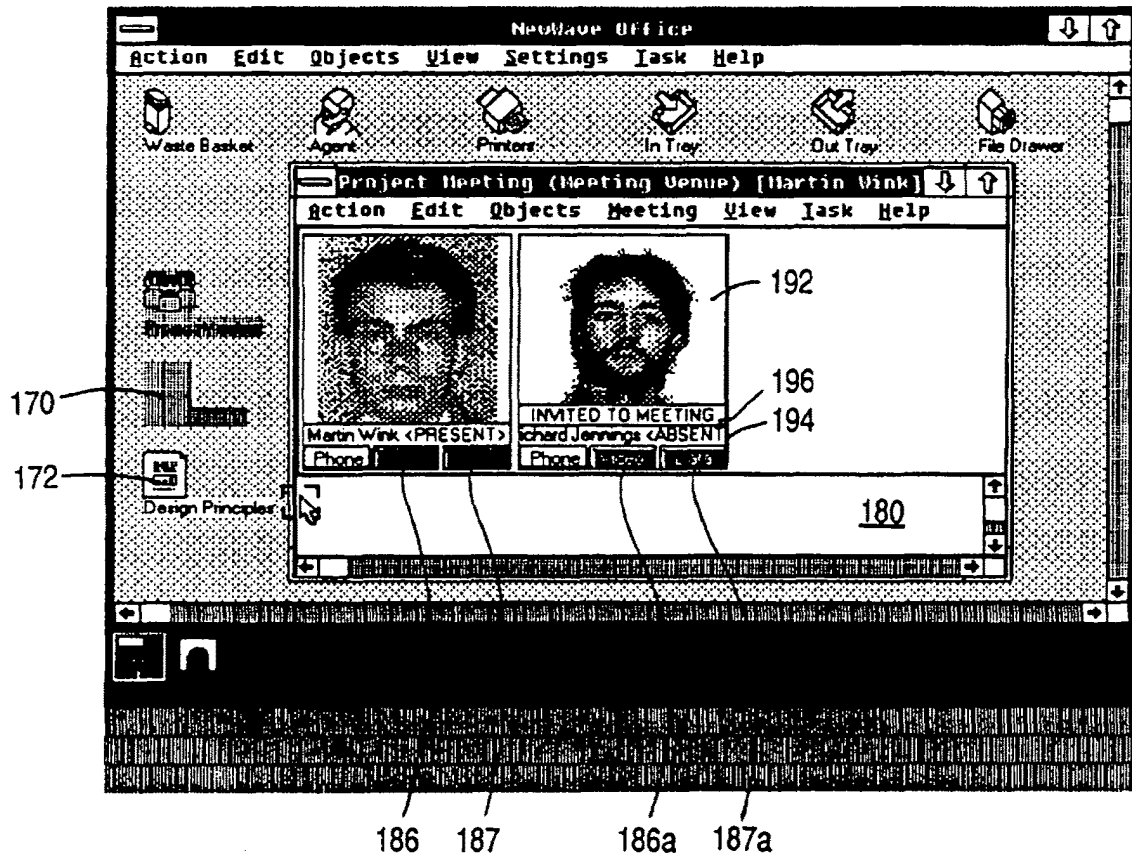 NewWave Office
Action Edit Objects View Settings Task Help
Waste Basket Agent Printers In Tray Out Tray File Drawer
Project Meeting (Meeting Venue) [Martin Wink]
Action Edit Objects Meeting View Task Help
192
170
196
INVITED TO MEETING
194
Martin Wink <PRESENT>
ichard Jennings <ABSENT
Phone
Phone
172
Design Principles
180
186 187 186a 187a